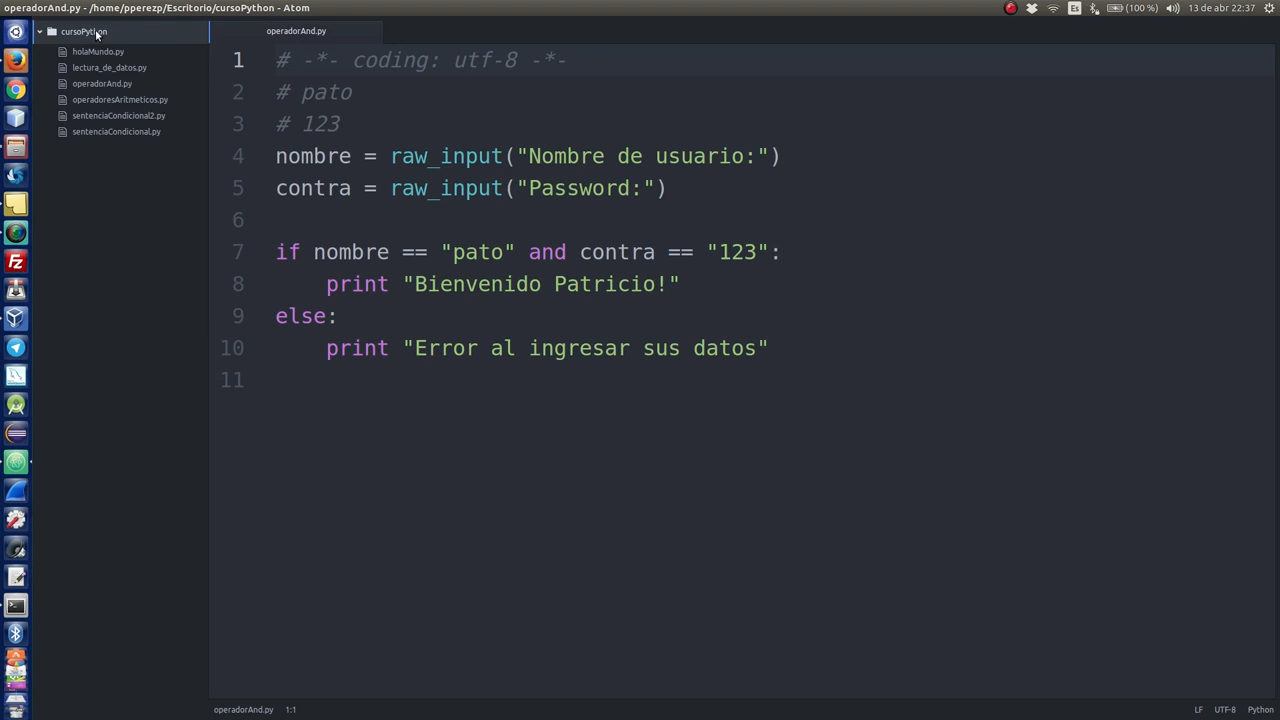 operadorAnd.py - /home/pperezp/Escritorio/cursoPython - Atom
Es
(100 %)
13 de abr 22:37
cursoPython
holaMundo.py
lectura_de_datos.py
operadorAnd.py
operadoresAritmeticos.py
sentenciaCondicional2.py
sentenciaCondicional.py
operadorAnd.py
1 # -*- coding: utf-8 -*-
2 # pato
3 # 123
4 nombre = raw_input("Nombre de usuario:")
5 contra = raw_input("Password:")
6
7 if nombre == "pato" and contra == "123":
8 print "Bienvenido Patricio!"
9 else:
10 print "Error al ingresar sus datos"
11
operadorAnd.py 1:1
LF UTF-8 Python